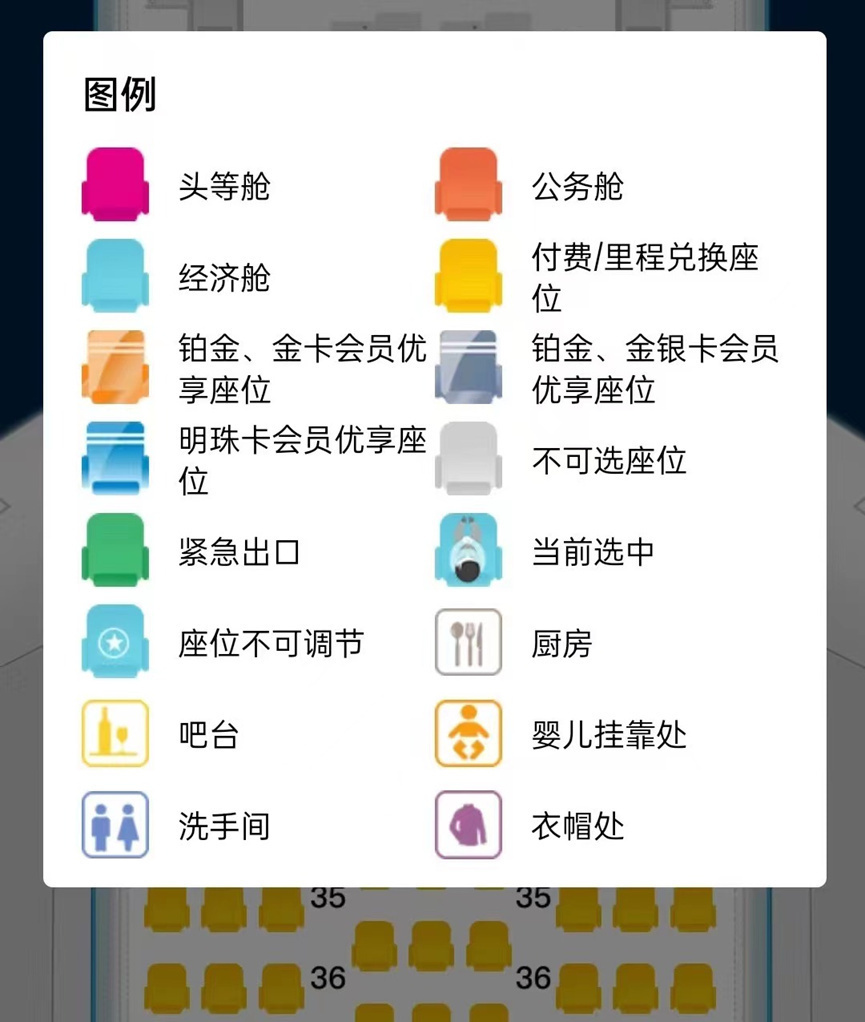 图例
头等舱
公务舱
经济舱
付费/里程兑换座
位
铂金、金卡会员优
享座位
铂金、金银卡会员
优享座位
明珠卡会员优享座
位
不可选座位
紧急出口
当前选中
座位不可调节
厨房
吧台
婴儿挂靠处
洗手间
衣帽处
35
35
36
36